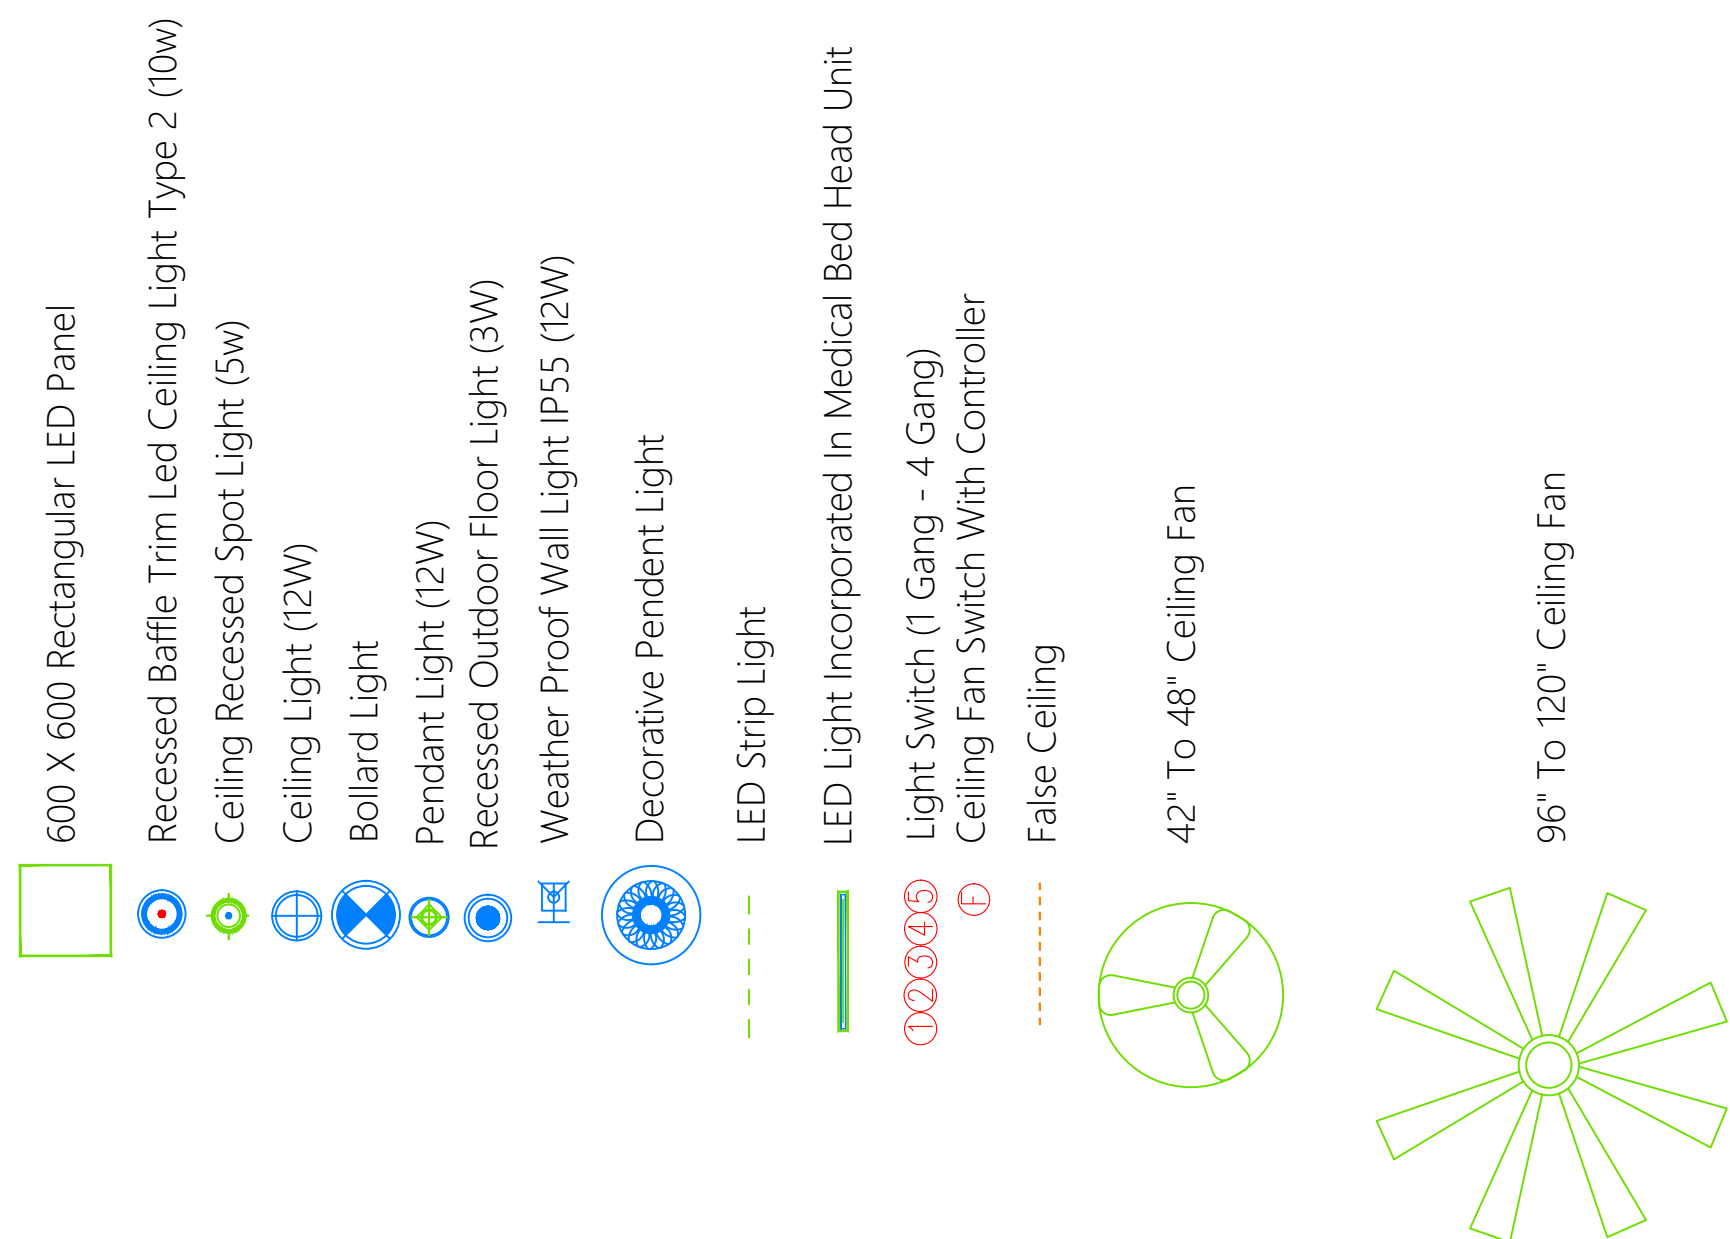 600 X 600 Rectangular LED Panel
Recessed Baffle Trim Led Ceiling Light Type 2 (10w)
Ceiling Recessed Spot Light (5w)
Ceiling Light (12W)
Bollard Light
Pendant Light (12W)
Recessed Outdoor Floor Light (3W)
Weather Proof Wall Light IP55 (12W)
Decorative Pendent Light
LED Strip Light
LED Light Incorporated In Medical Bed Head Unit
1 2 3 4 5 Light Switch (1 Gang - 4 Gang)
F Ceiling Fan Switch With Controller
False Ceiling
42" To 48" Ceiling Fan
96" To 120" Ceiling Fan